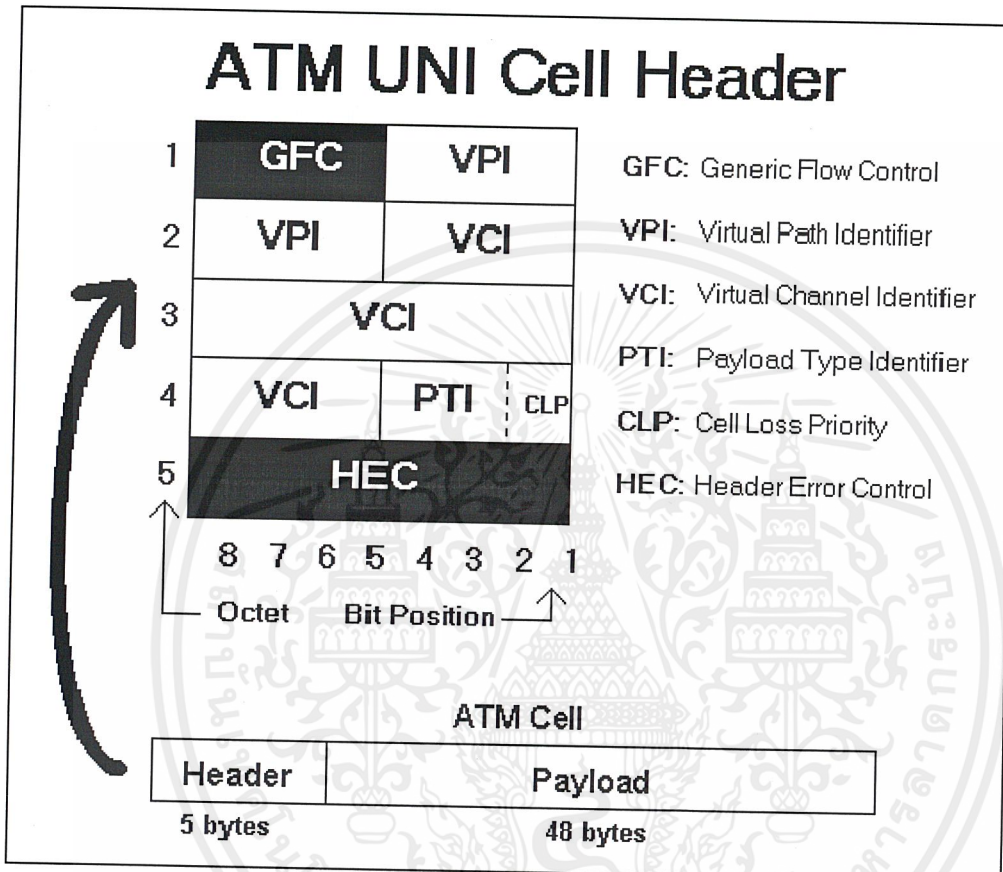 ATM UNI Cell Header
1 GFC VPI
2 VPI VCI
3 VCI
4 VCI PTI CLP
5 HEC
8 7 6 5 4 3 2 1
Octet Bit Position
GFC: Generic Flow Control
VPI: Virtual Path Identifier
VCI: Virtual Channel Identifier
PTI: Payload Type Identifier
CLP: Cell Loss Priority
HEC: Header Error Control
ATM Cell
Header Payload
5 bytes 48 bytes